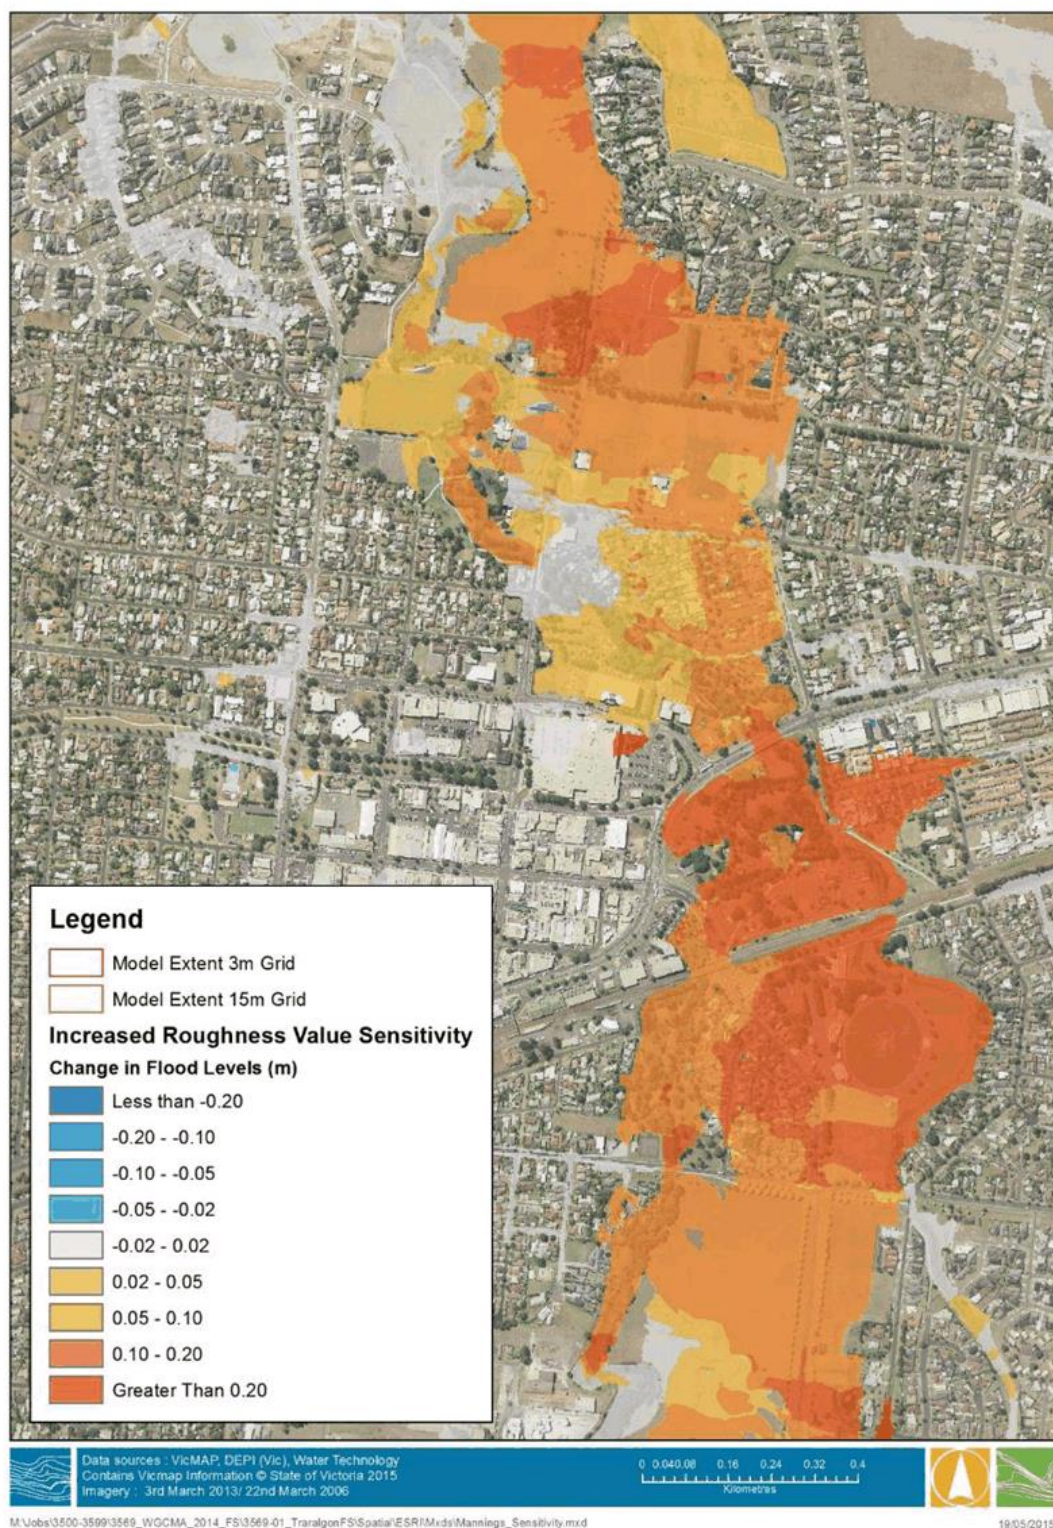 Legend
Model Extent 3m Grid
Model Extent 15m Grid
Increased Roughness Value Sensitivity
Change in Flood Levels (m)
Less than -0.20
-0.20 - -0.10
-0.10 - -0.05
-0.05 - -0.02
-0.02 - 0.02
0.02 - 0.05
0.05 - 0.10
0.10 - 0.20
Greater Than 0.20
Data sources : VicMAP, DEPI (Vic), Water Technology
Contains Vicmap Information © State of Victoria 2015
Imagery : 3rd March 2013/ 22nd March 2006
0 0.040.08 0.16 0.24 0.32 0.4
Kilometres
M:\Jobs\3500-3599\3569_WGCMA_2014_FS\3569-01_TraralgonFS\Spatial\ESRI\Mxds\Mannings_Sensitivity.mxd
19/05/2015